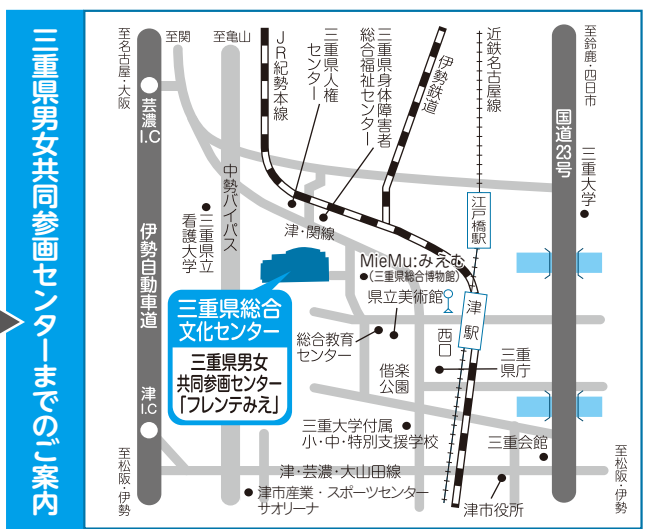 三重県男女共同参画センターまでのご案内
至名古屋・大阪
至関
至亀山
JR紀勢本線
三重県人権
センター
三重県身体障害者
総合福祉センター
伊勢鉄道
近鉄名古屋線
至鈴鹿・四日市
芸濃
I.C
国道23号
三重大学
中勢バイパス
三重県立
看護大学
江戸橋駅
伊勢自動車道
津・関線
MieMu:みえむ
(三重県総合博物館)
県立美術館
三重県総合
文化センター
三重県男女
共同参画センター
「フレンテみえ」
総合教育
センター
津駅
西口
偕楽
公園
三重
県庁
津
I.C
三重大学付属
小・中・特別支援学校
三重会館
至松阪・伊勢
津・芸濃・大山田線
至松阪・伊勢
津市産業・スポーツセンター
サオリーナ
津市役所